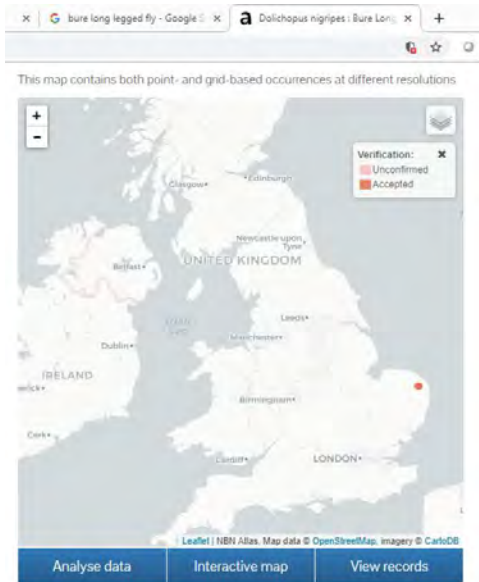 bure long legged fly - Google S
a Dolichopus nigripes : Bure Long
This map contains both point- and grid-based occurrences at different resolutions
+
-
Verification:
Unconfirmed
Accepted
Glasgow
Edinburgh
Newcastle upon
Tyne
UNITED KINGDOM
Belfast
Leeds
Manchester
Dublin
IRELAND
Birmingham
Cork
Cardiff
LONDON
Leaflet | NBN Atlas, Map data © OpenStreetMap, imagery © CartoDB
Analyse data
Interactive map
View records